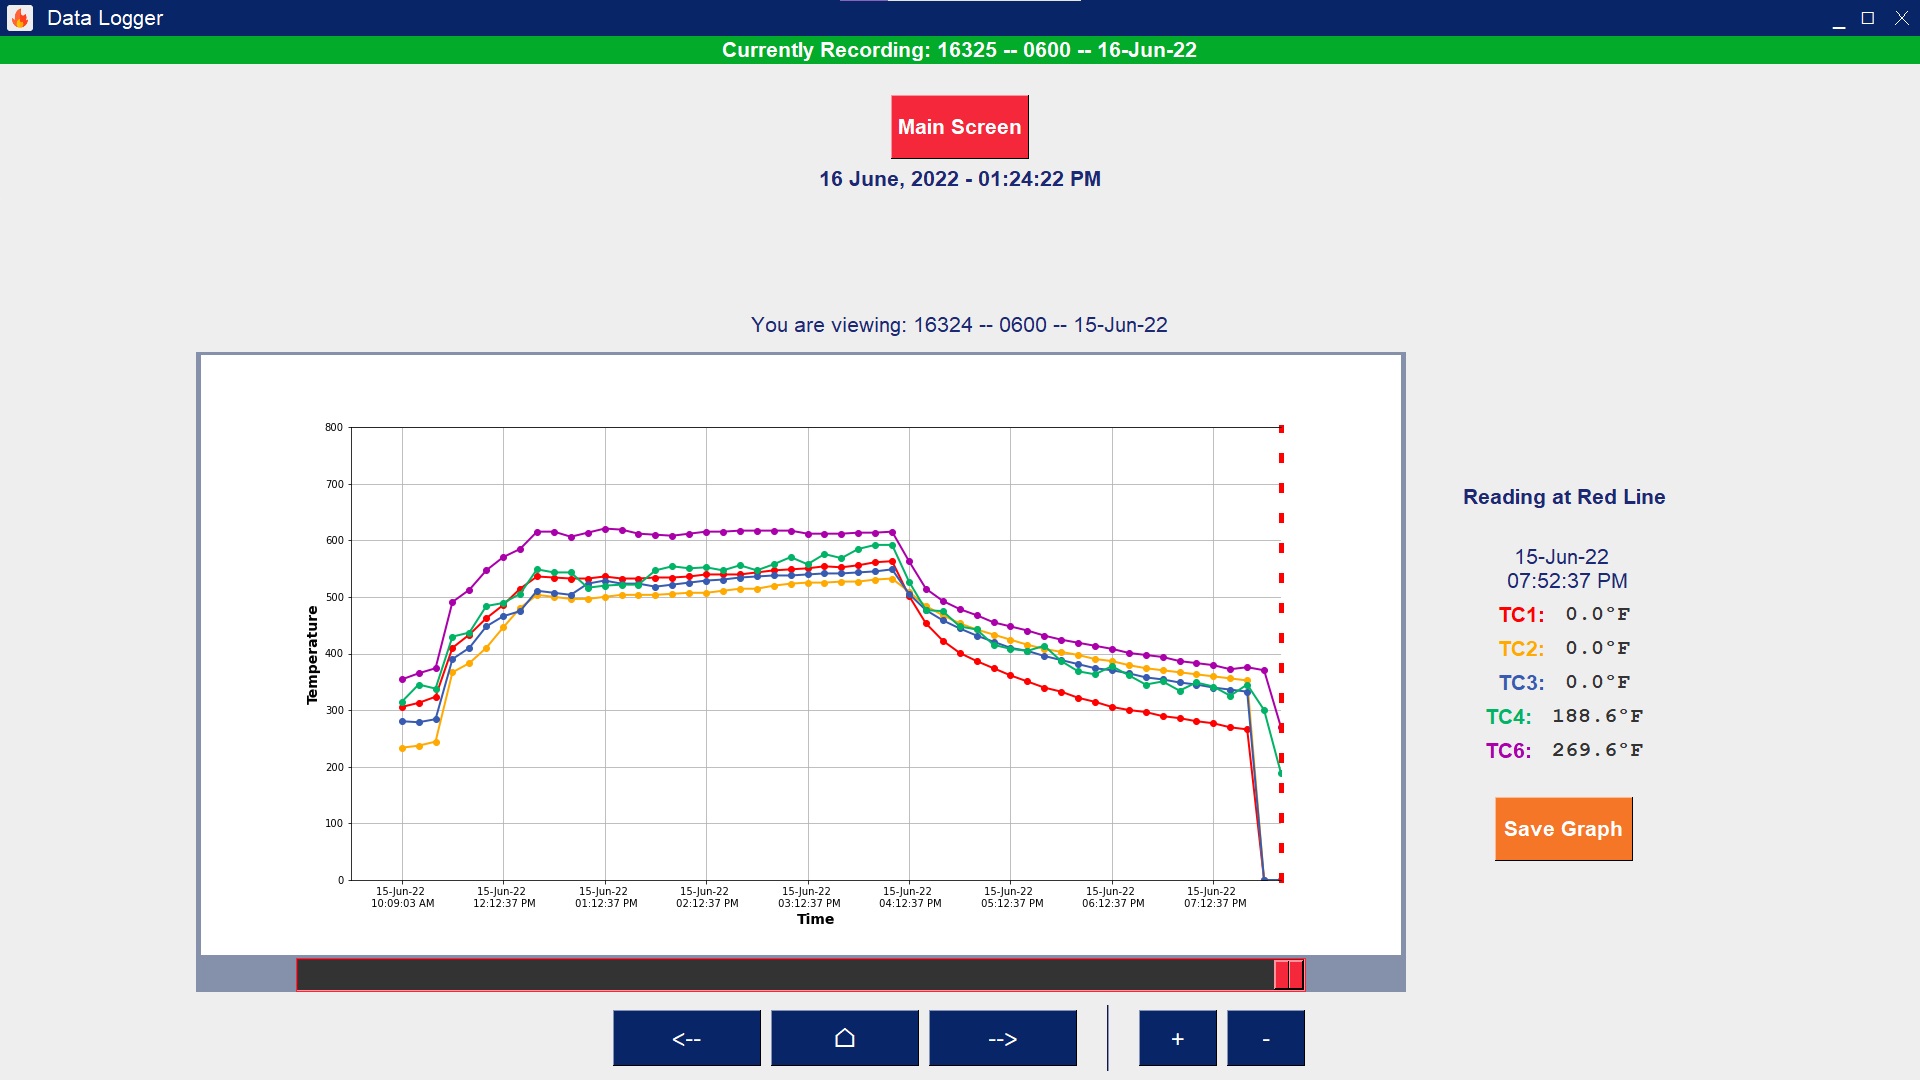 Data Logger
Currently Recording: 16325 -- 0600 -- 16-Jun-22
Main Screen
16 June, 2022 - 01:24:22 PM
You are viewing: 16324 -- 0600 -- 15-Jun-22
800
700
600
500
400
300
200
100
0
Temperature
15-Jun-22 15-Jun-22 15-Jun-22 15-Jun-22 15-Jun-22 15-Jun-22 15-Jun-22 15-Jun-22 15-Jun-22
10:09:03 AM 12:12:37 PM 01:12:37 PM 02:12:37 PM 03:12:37 PM 04:12:37 PM 05:12:37 PM 06:12:37 PM 07:12:37 PM
Time
Reading at Red Line
15-Jun-22
07:52:37 PM
TC1: 0.0°F
TC2: 0.0°F
TC3: 0.0°F
TC4: 188.6°F
TC6: 269.6°F
Save Graph
<-- --> + -